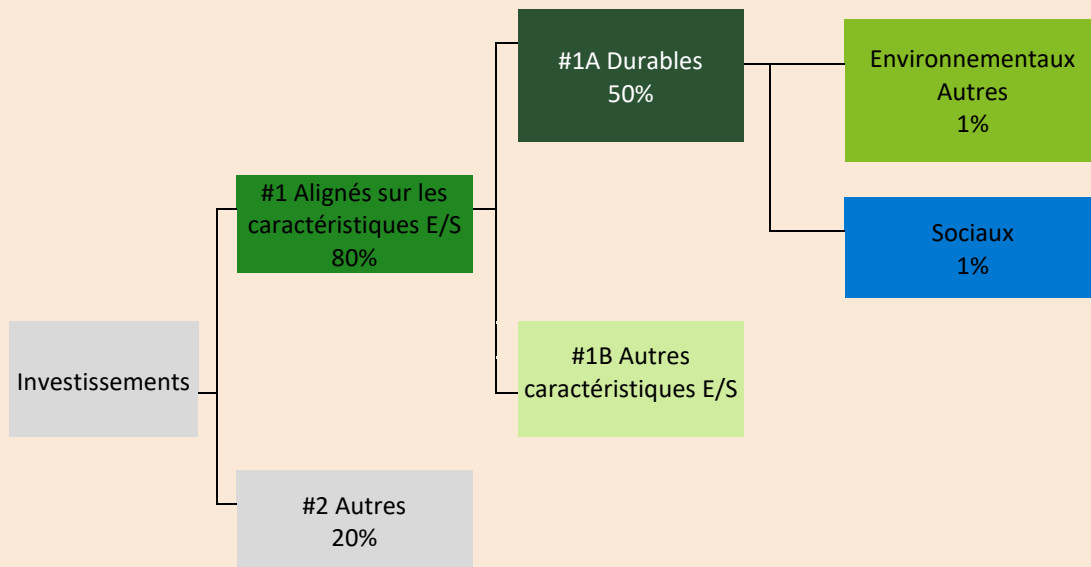 Investissements
#1 Alignés sur les
caractéristiques E/S
80%
#2 Autres
20%
#1A Durables
50%
#1B Autres
caractéristiques E/S
Environnementaux
Autres
1%
Sociaux
1%